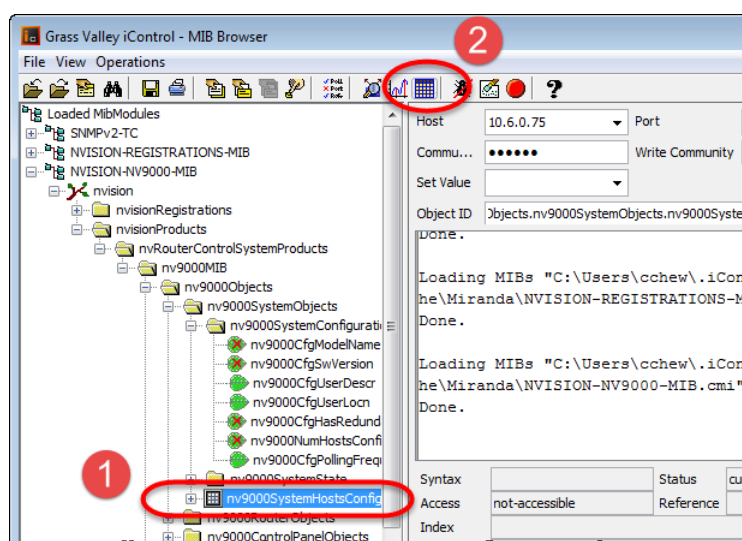 Grass Valley iControl - MIB Browser
2
File View Operations
Loaded MibModules
SNMPv2-TC
NVISION-REGISTRATIONS-MIB
NVISION-NV9000-MIB
nvision
nvisionRegistrations
nvisionProducts
nvRouterControlSystemProducts
nv9000MIB
nv9000Objects
nv9000SystemObjects
nv9000SystemConfigurati
nv9000CfgModelName
nv9000CfgSwVersion
nv9000CfgUserDescr
nv9000CfgUserLocn
nv9000CfgHasRedund
nv9000NumHostsConfi
nv9000CfgPollingFreq
1
nv9000SystemState
nv9000SystemHostsConfig
nv9000RouterObjects
nv9000ControlPanelObjects
Host 10.6.0.75 Port
Commu... ●●●●●● Write Community
Set Value
Object ID Objects.nv9000SystemObjects.nv9000Syste
Done.
Loading MIBs "C:\Users\cchew\.iCon
he\Miranda\NVISION-REGISTRATIONS-M
Done.
Loading MIBs "C:\Users\cchew\.iCon
he\Miranda\NVISION-NV9000-MIB.cmi"
Done.
Syntax Status cu
Access not-accessible Reference
Index